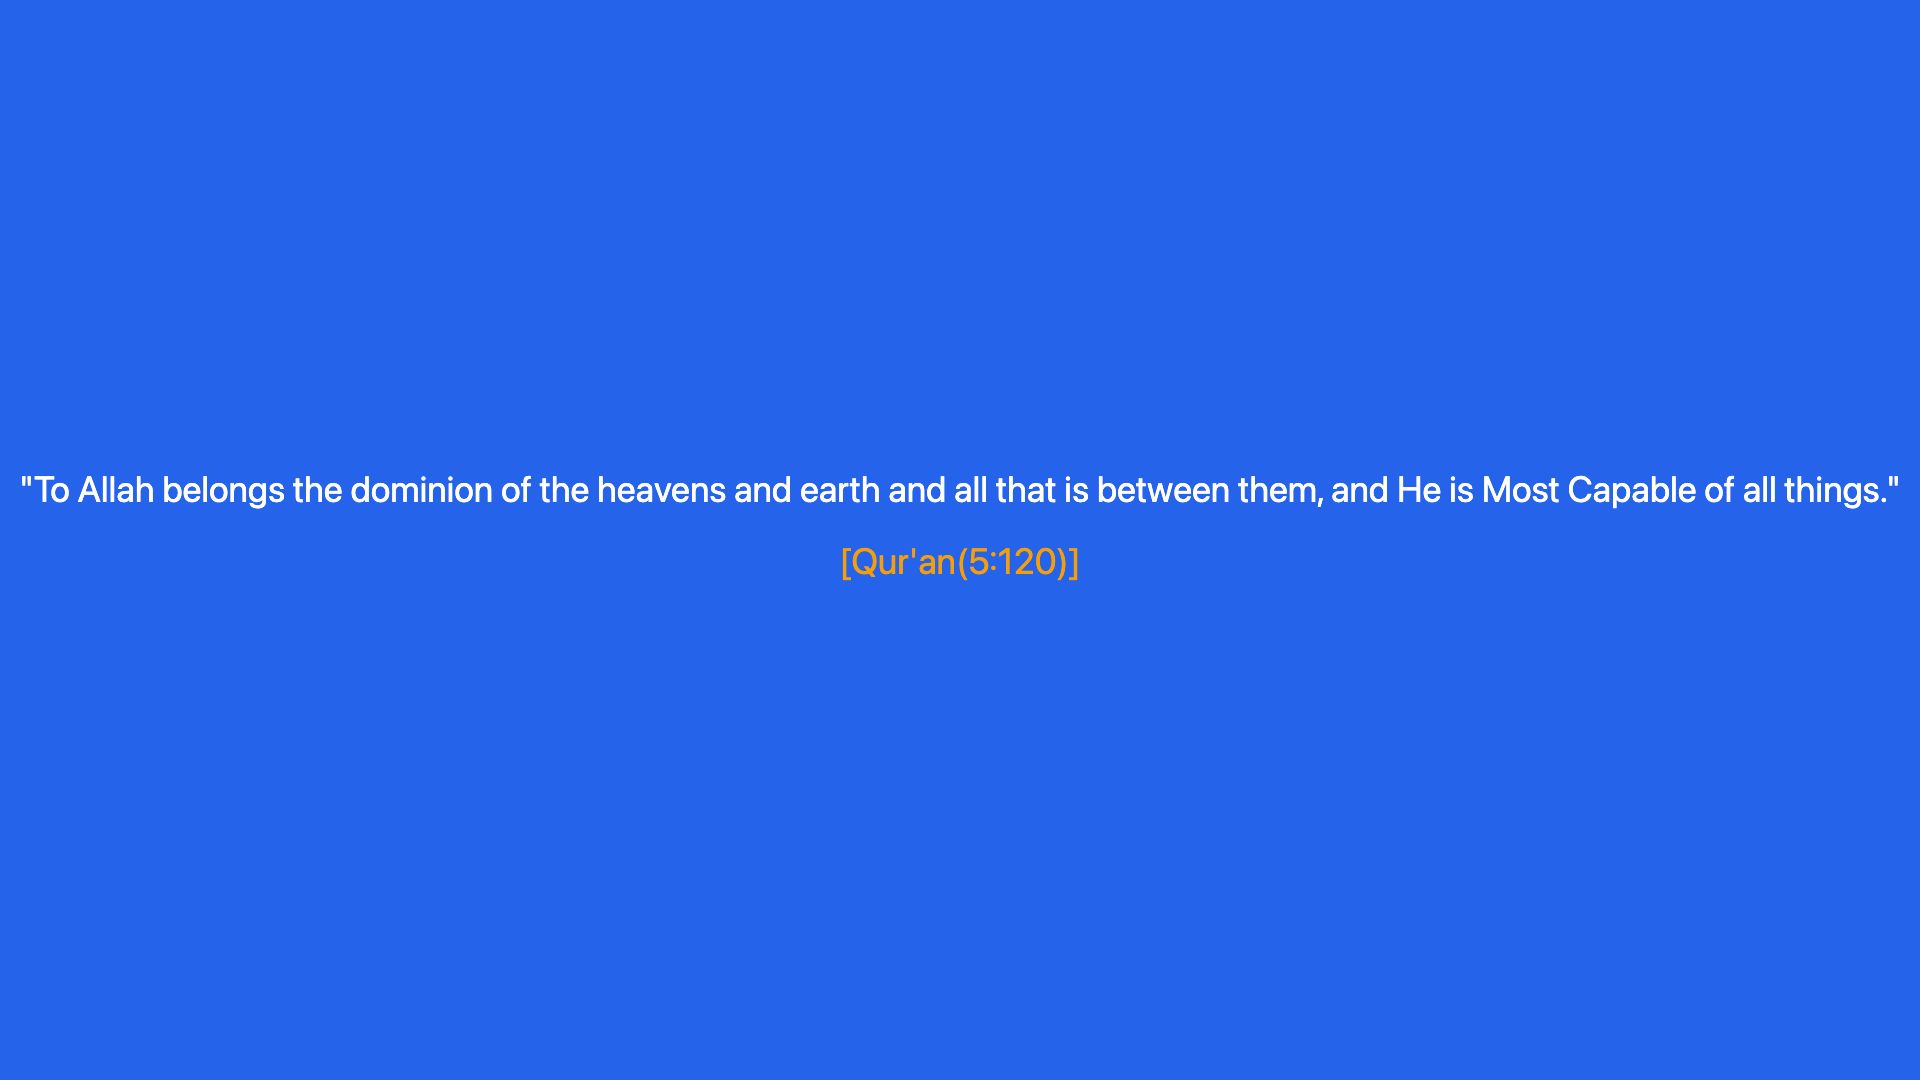 "To Allah belongs the dominion of the heavens and earth and all that is between them, and He is Most Capable of all things."
[Qur'an(5:120)]